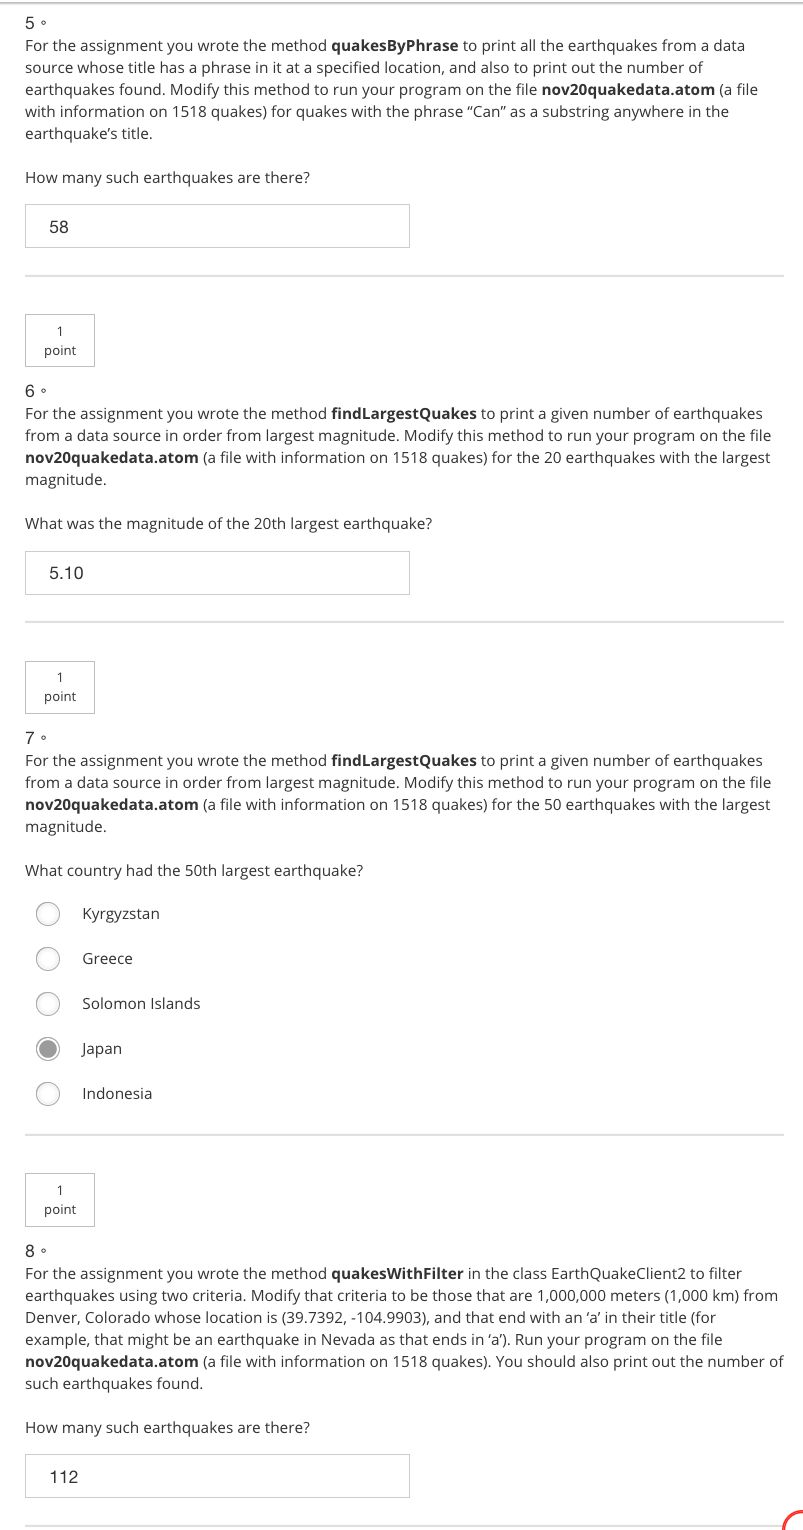 5 ∘
For the assignment you wrote the method quakesByPhrase to print all the earthquakes from a data
source whose title has a phrase in it at a specified location, and also to print out the number of
earthquakes found. Modify this method to run your program on the file nov20quakedata.atom (a file
with information on 1518 quakes) for quakes with the phrase “Can” as a substring anywhere in the
earthquake’s title.
How many such earthquakes are there?
58
1
point
6 ∘
For the assignment you wrote the method findLargestQuakes to print a given number of earthquakes
from a data source in order from largest magnitude. Modify this method to run your program on the file
nov20quakedata.atom (a file with information on 1518 quakes) for the 20 earthquakes with the largest
magnitude.
What was the magnitude of the 20th largest earthquake?
5.10
1
point
7 ∘
For the assignment you wrote the method findLargestQuakes to print a given number of earthquakes
from a data source in order from largest magnitude. Modify this method to run your program on the file
nov20quakedata.atom (a file with information on 1518 quakes) for the 50 earthquakes with the largest
magnitude.
What country had the 50th largest earthquake?
Kyrgyzstan
Greece
Solomon Islands
Japan
Indonesia
1
point
8 ∘
For the assignment you wrote the method quakesWithFilter in the class EarthQuakeClient2 to filter
earthquakes using two criteria. Modify that criteria to be those that are 1,000,000 meters (1,000 km) from
Denver, Colorado whose location is (39.7392, -104.9903), and that end with an ‘a’ in their title (for
example, that might be an earthquake in Nevada as that ends in ‘a’). Run your program on the file
nov20quakedata.atom (a file with information on 1518 quakes). You should also print out the number of
such earthquakes found.
How many such earthquakes are there?
112